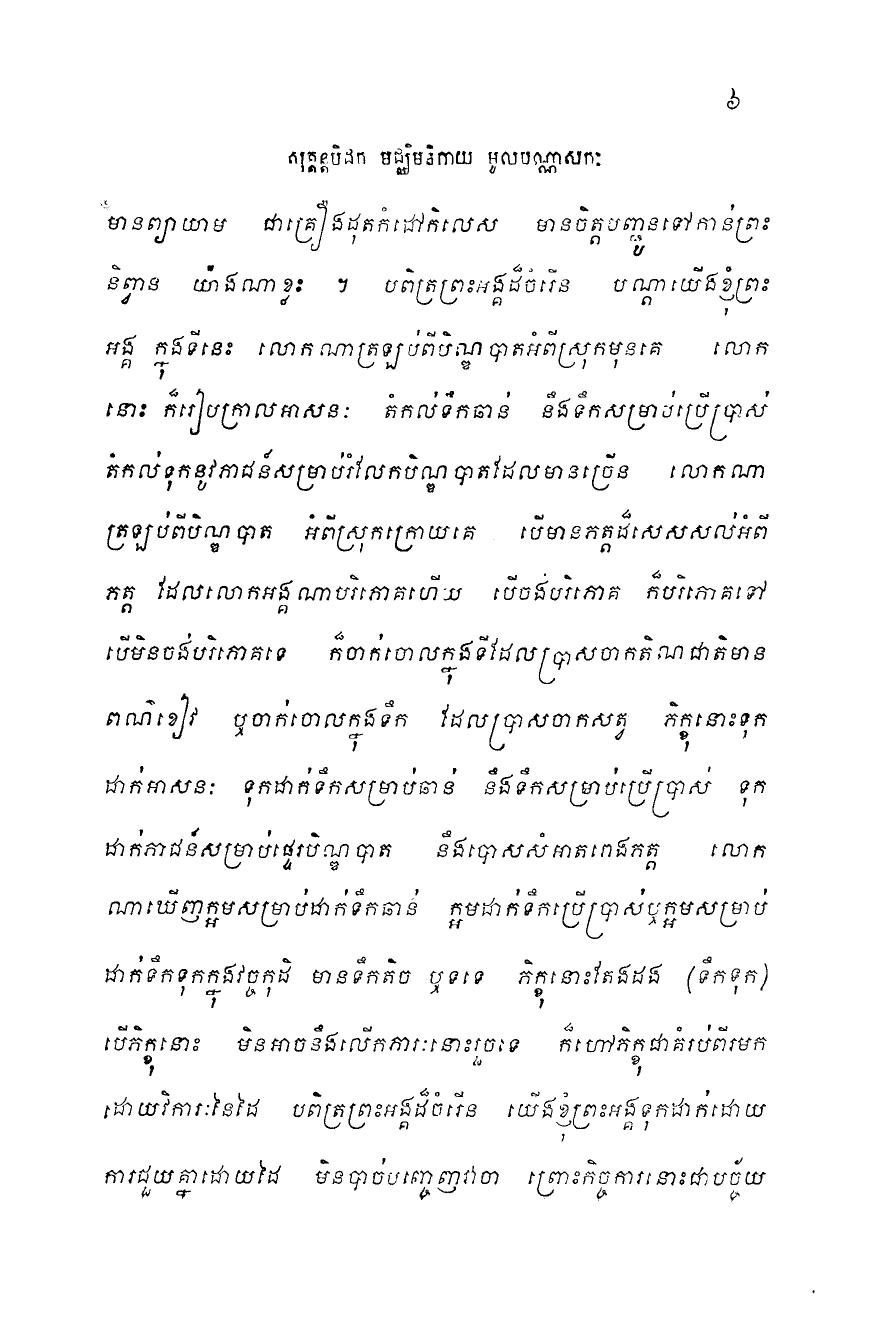 ៦
សុត្តន្តបិដក មជ្ឈិមនិកាយ មូលបណ្ណាសកៈ
មានព្យាយាម ជាគ្រឿងដុតកំដៅកិលេស មានចិត្តបញ្ជូនទៅកាន់ព្រះ
និព្វាន យ៉ាងណាខ្លះ ។ បពិត្រព្រះអង្គដ៏ចំរើន បណ្តាយើងខ្ញុំព្រះ
អង្គ ក្នុងទីនេះ លោកណាត្រឡប់ពីបិណ្ឌបាតអំពីស្រុកមុនគេ លោក
នោះ ក៏រៀបក្រាលអាសនៈ តំកល់ទឹកឆាន់ នឹងទឹកសម្រាប់ប្រើប្រាស់
តំកល់ទុកនូវភាជន៍សម្រាប់រំលែកបិណ្ឌបាតដែលមានច្រើន លោកណា
ត្រឡប់ពីបិណ្ឌបាត អំពីស្រុកក្រោយគេ បើមានភត្តដ៏សេសសល់អំពី
ភត្ត ដែលលោកអង្គណាបរិភោគហើយ បើចង់បរិភោគ ក៏បរិភោគទៅ
បើមិនចង់បរិភោគទេ ក៏ចាក់ចោលក្នុងទីដែលប្រាសចាកតិណជាតិមាន
ពណ៌ខៀវ ឬចាក់ចោលក្នុងទឹក ដែលប្រាសចាកសត្វ ភិក្ខុនោះទុក
ដាក់អាសនៈ ទុកដាក់ទឹកសម្រាប់ឆាន់ នឹងទឹកសម្រាប់ប្រើប្រាស់ ទុក
ដាក់ភាជន៍សម្រាប់ផ្ទេរបិណ្ឌបាត នឹងបោសសំអាតរោងភត្ត លោក
ណាឃើញក្អមសម្រាប់ដាក់ទឹកឆាន់ ក្អមដាក់ទឹកប្រើប្រាស់ឬក្អមសម្រាប់
ដាក់ទឹកទុកក្នុងវច្ចកុដិ មានទឹកតិច ឬទទេ ភិក្ខុនោះតែងដង (ទឹកទុក)
បើភិក្ខុនោះ មិនអាចនឹងលើកភារៈនោះរួចទេ ក៏ហៅភិក្ខុជាគំរប់ពីរមក
ដោយវិការៈនៃដៃ បពិត្រព្រះអង្គដ៏ចំរើន យើងខ្ញុំព្រះអង្គទុកដាក់ដោយ
ការជួយគ្នាដោយដៃ មិនបាច់បញ្ចេញវាចា ព្រោះកិច្ចការនោះជាបច្ច័យ